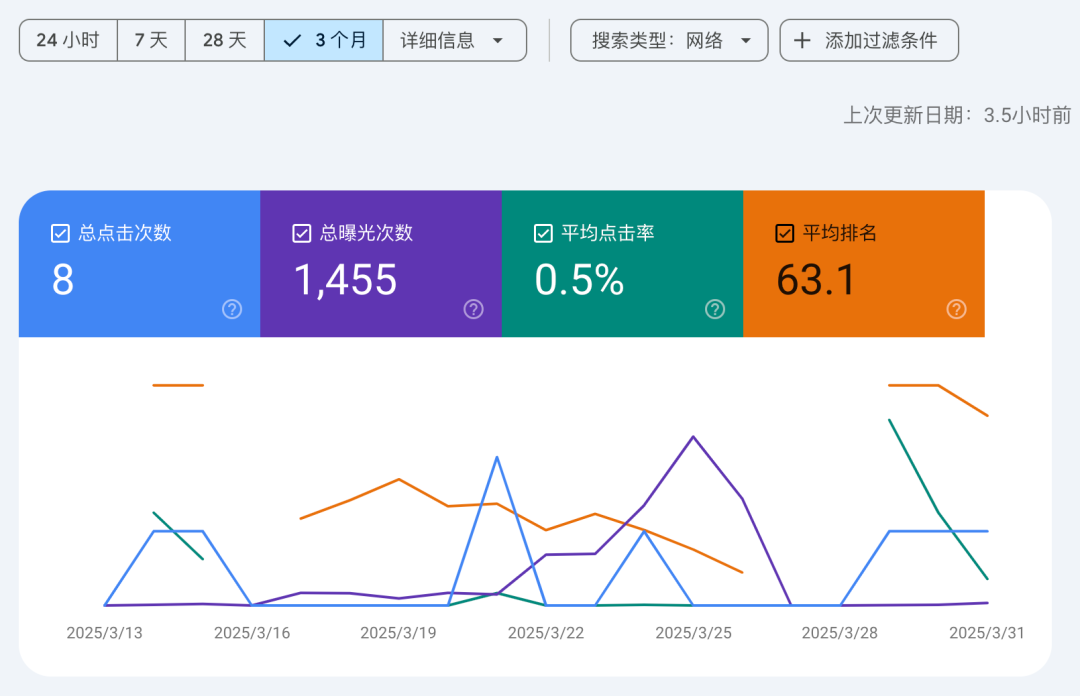 24 小时 7 天 28 天 3 个月 详细信息 搜索类型：网络 添加过滤条件
上次更新日期：3.5小时前
总点击次数 总曝光次数 平均点击率 平均排名
8 1,455 0.5% 63.1
2025/3/13 2025/3/16 2025/3/19 2025/3/22 2025/3/25 2025/3/28 2025/3/31